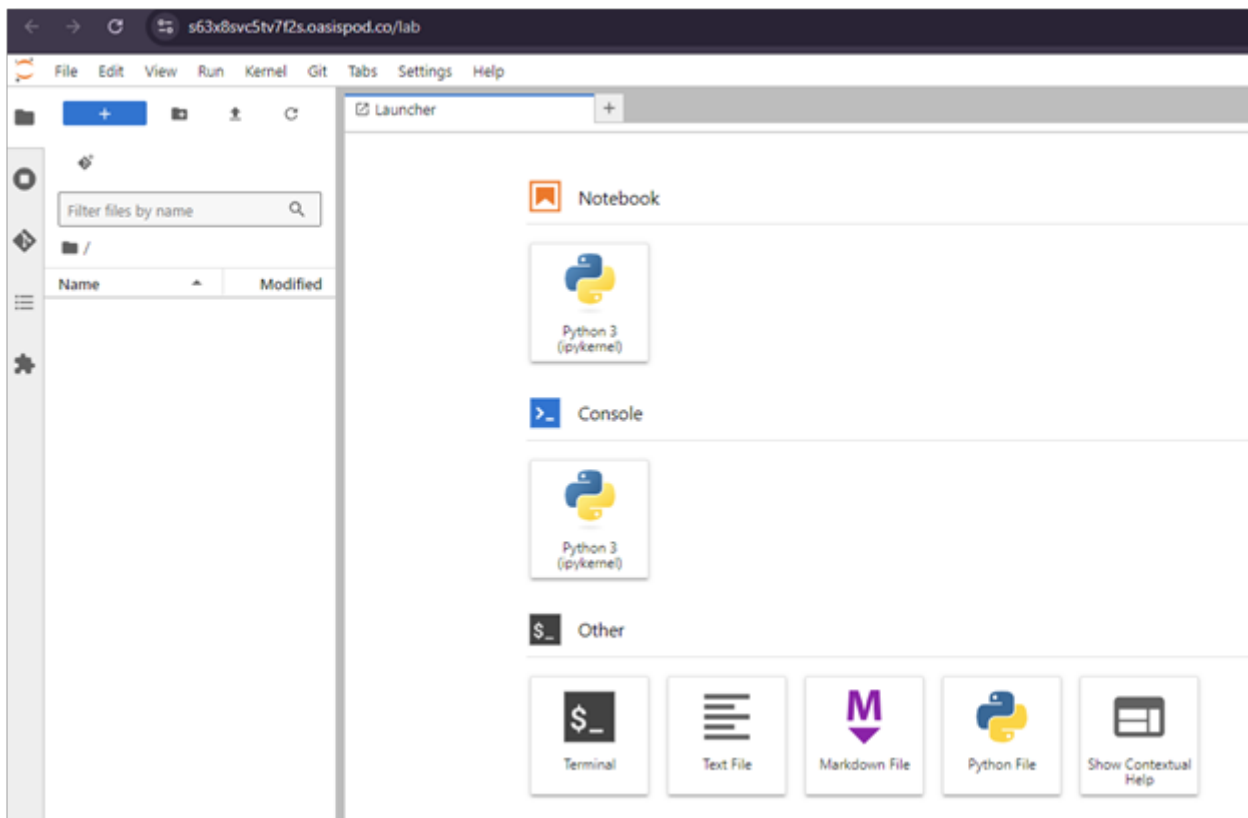 s63x8svc5tv7f2s.oasispod.co/lab
File Edit View Run Kernel Git Tabs Settings Help
+
Launcher
+
Filter files by name
/
Name Modified
Notebook
Python 3
(ipykernel)
>_ Console
Python 3
(ipykernel)
$_ Other
$_
M
Terminal
Text File
Markdown File
Python File
Show Contextual
Help